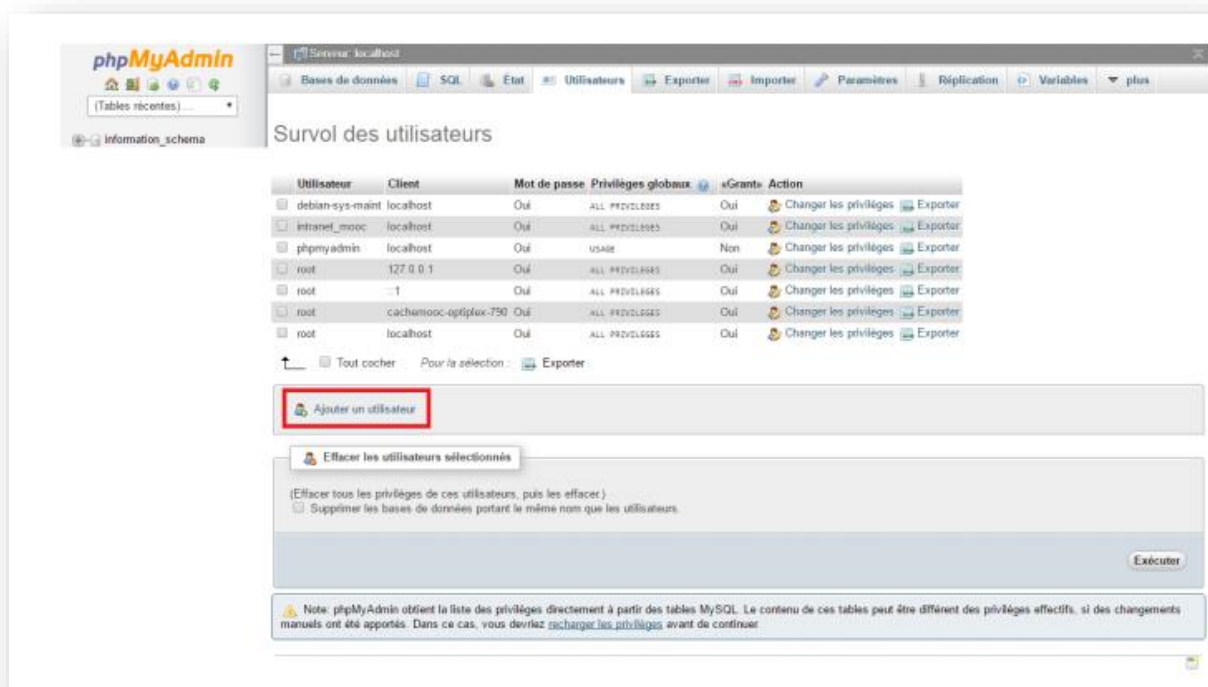 phpMyAdmin
(Tables récentes) ...
information_schema
Serveur: localhost
Bases de données SQL État Utilisateurs Exporter Importer Paramètres Réplication Variables plus
Survol des utilisateurs
Utilisateur Client Mot de passe Privilèges globaux «Grant» Action
debian-sys-maint localhost Oui ALL PRIVILEGES Oui Changer les privilèges Exporter
intranet_mooc localhost Oui ALL PRIVILEGES Oui Changer les privilèges Exporter
phpmyadmin localhost Oui USAGE Non Changer les privilèges Exporter
root 127.0.0.1 Oui ALL PRIVILEGES Oui Changer les privilèges Exporter
root ::1 Oui ALL PRIVILEGES Oui Changer les privilèges Exporter
root cachemooc-optiplex-790 Oui ALL PRIVILEGES Oui Changer les privilèges Exporter
root localhost Oui ALL PRIVILEGES Oui Changer les privilèges Exporter
Tout cocher Pour la sélection : Exporter
Ajouter un utilisateur
Effacer les utilisateurs sélectionnés
(Effacer tous les privilèges de ces utilisateurs, puis les effacer.)
Supprimer les bases de données portant le même nom que les utilisateurs.
Exécuter
Note: phpMyAdmin obtient la liste des privilèges directement à partir des tables MySQL. Le contenu de ces tables peut être différent des privilèges effectifs, si des changements
manuels ont été apportés. Dans ce cas, vous devriez recharger les privilèges avant de continuer.